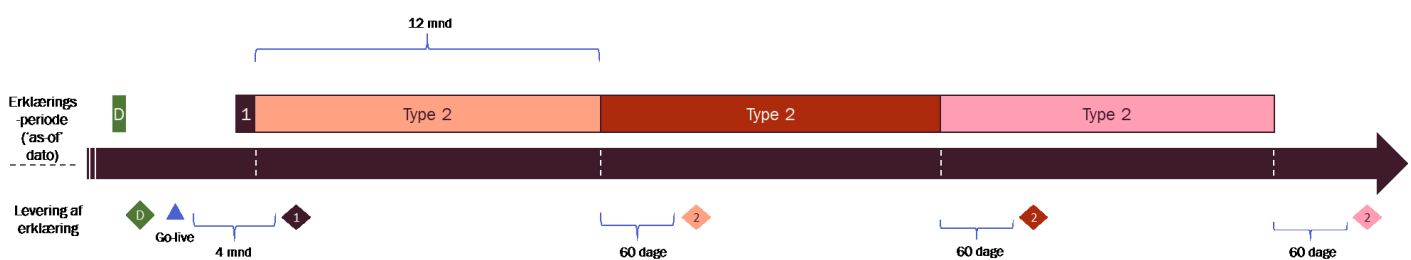 12 mnd
Erklærings
-periode
('as-of'
dato)
D
1
Type 2
Type 2
Type 2
Levering af
erklæring
D
Go-live
4 mnd
1
60 dage
2
60 dage
2
60 dage
2